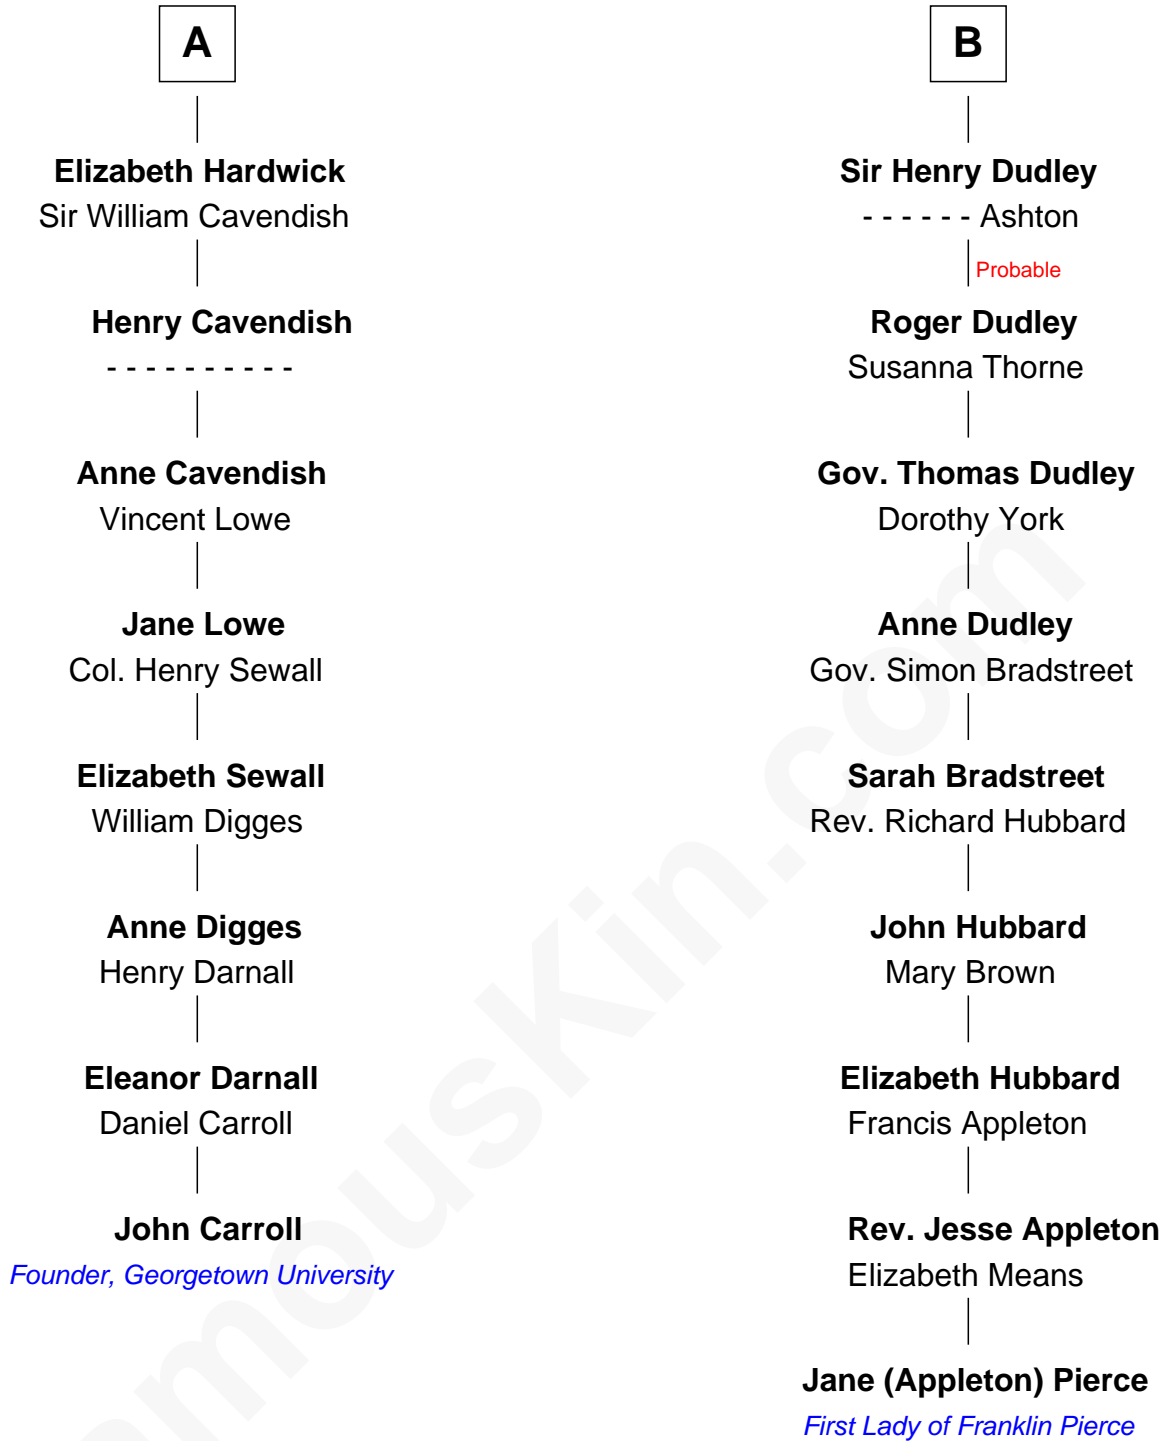 A
Elizabeth Hardwick
Sir William Cavendish
Henry Cavendish
- - - - - - - - - -
Anne Cavendish
Vincent Lowe
Jane Lowe
Col. Henry Sewall
Elizabeth Sewall
William Digges
Anne Digges
Henry Darnall
Eleanor Darnall
Daniel Carroll
John Carroll
Founder, Georgetown University
B
Sir Henry Dudley
- - - - - - Ashton
Probable
Roger Dudley
Susanna Thorne
Gov. Thomas Dudley
Dorothy York
Anne Dudley
Gov. Simon Bradstreet
Sarah Bradstreet
Rev. Richard Hubbard
John Hubbard
Mary Brown
Elizabeth Hubbard
Francis Appleton
Rev. Jesse Appleton
Elizabeth Means
Jane (Appleton) Pierce
First Lady of Franklin Pierce
amouskin.com